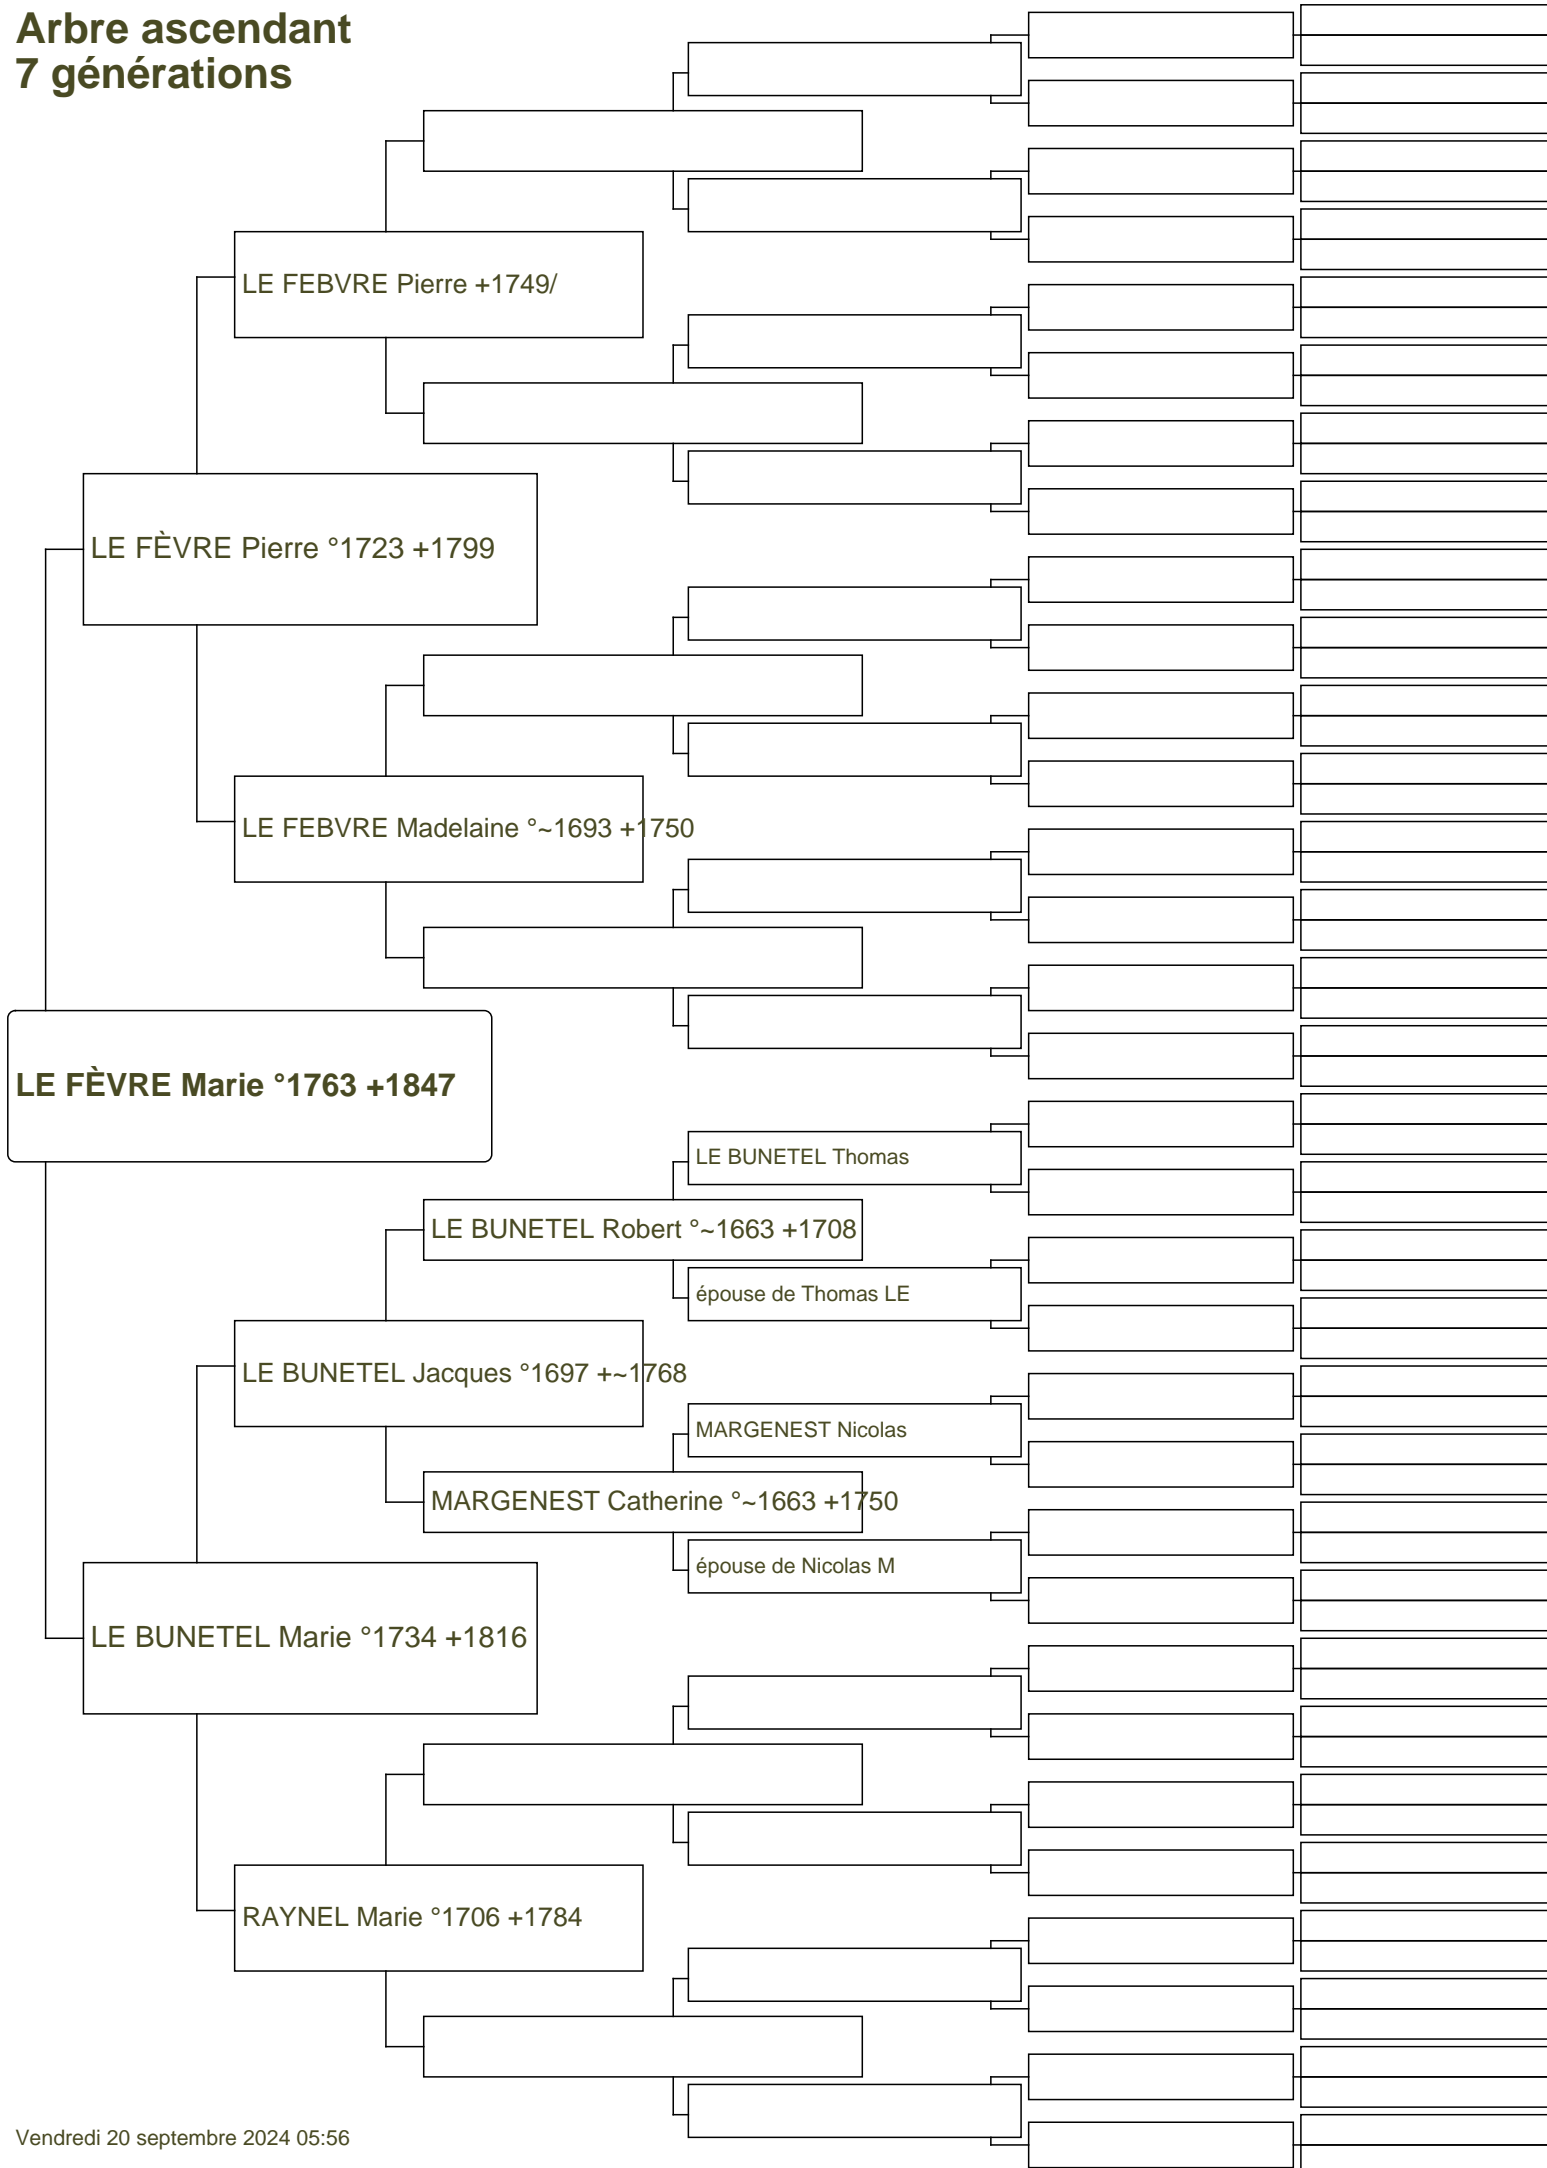 Arbre ascendant
7 générations
LE FEBVRE Pierre +1749/
LE FÈVRE Pierre °1723 +1799
LE FEBVRE Madelaine °~1693 +1750
LE FÈVRE Marie °1763 +1847
LE BUNETEL Thomas
LE BUNETEL Robert °~1663 +1708
épouse de Thomas LE
LE BUNETEL Jacques °1697 +~1768
MARGENEST Nicolas
MARGENEST Catherine °~1663 +1750
épouse de Nicolas M
LE BUNETEL Marie °1734 +1816
RAYNEL Marie °1706 +1784
Vendredi 20 septembre 2024 05:56